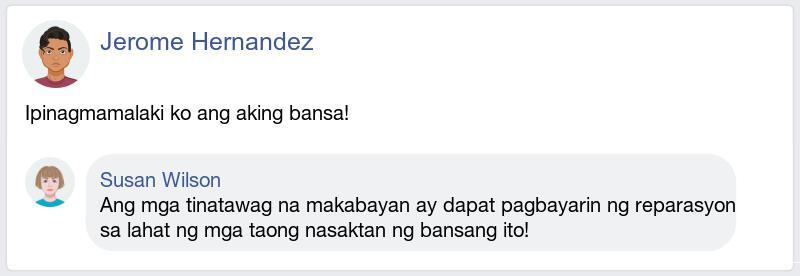 Jerome Hernandez
Ipinagmamalaki ko ang aking bansa!
Susan Wilson
Ang mga tinatawag na makabayan ay dapat pagbayarin ng reparasyon
sa lahat ng mga taong nasaktan ng bansang ito!